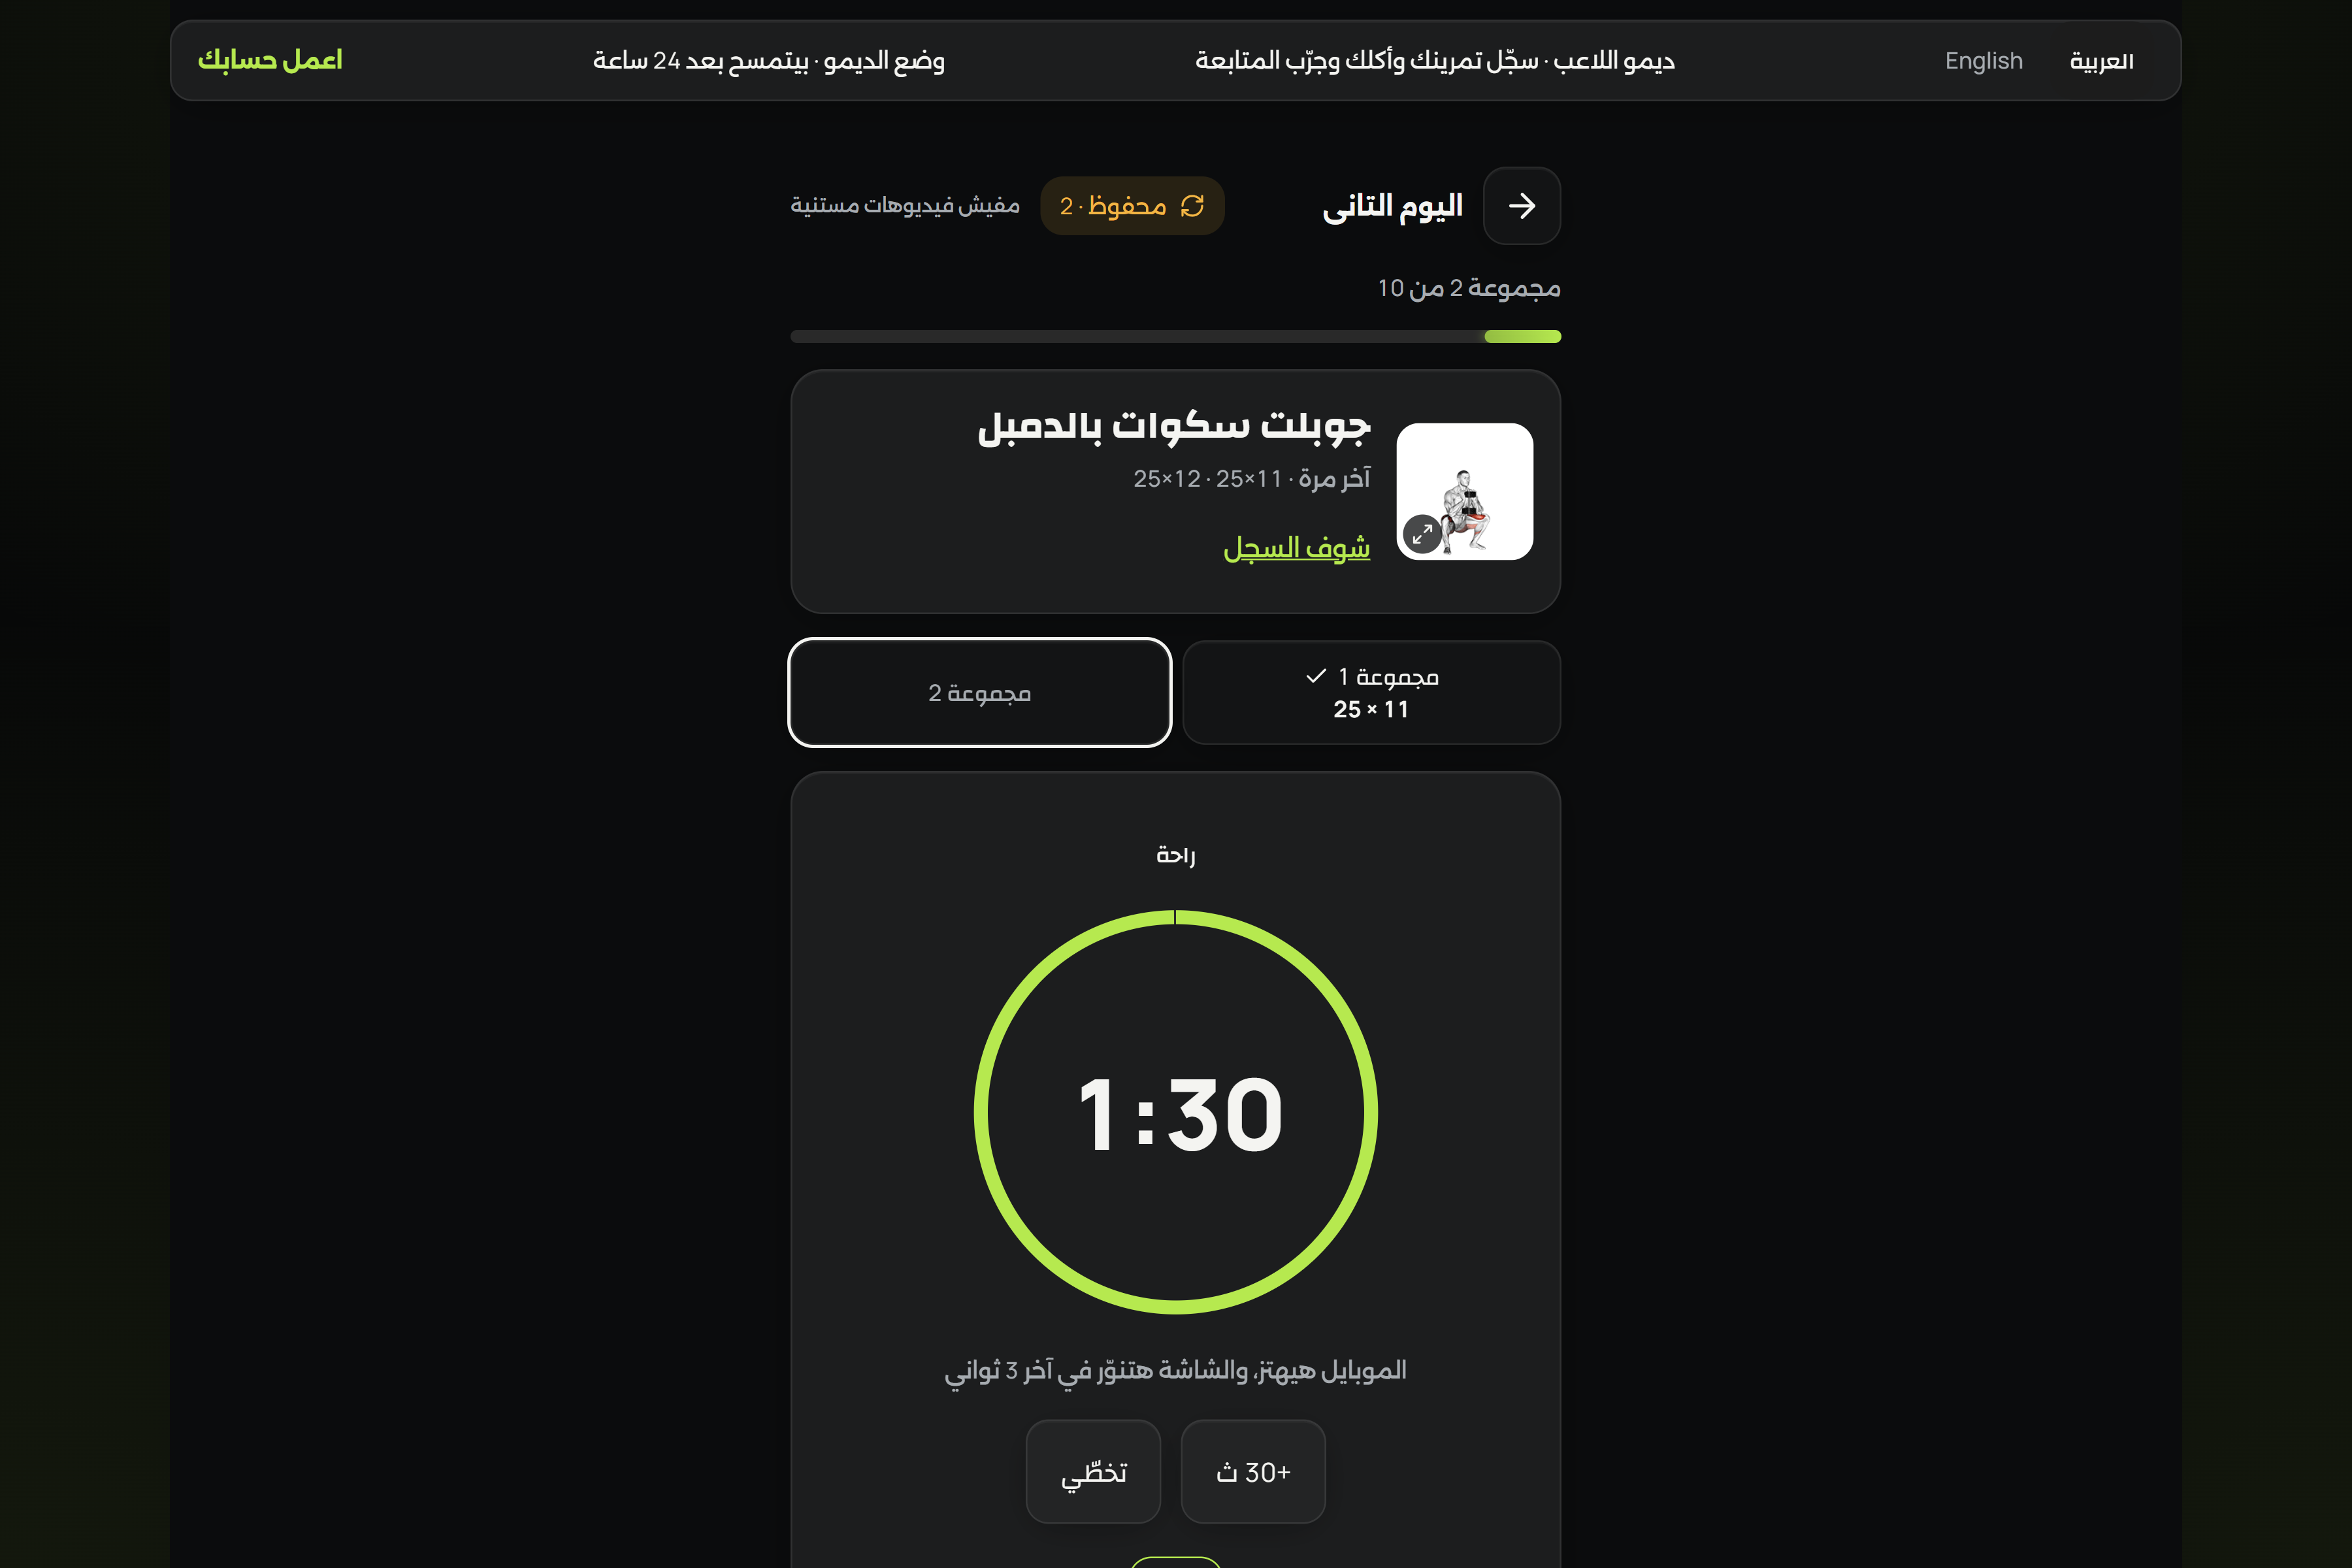 العربية
English
ديمو اللاعب · سجّل تمرينك وأكلك وجرّب المتابعة
وضع الديمو · بيتمسح بعد 24 ساعة
اعمل حسابك
اليوم التانى
محفوظ · 2
مفيش فيديوهات مستنية
مجموعة 2 من 10
جوبلت سكوات بالدمبل
آخر مرة · 11×25 · 12×25
شوف السجل
مجموعة 1
11 × 25
مجموعة 2
راحة
1:30
الموبايل هيهتز، والشاشة هتنوّر في آخر 3 ثواني
+30 ث
تخطّي